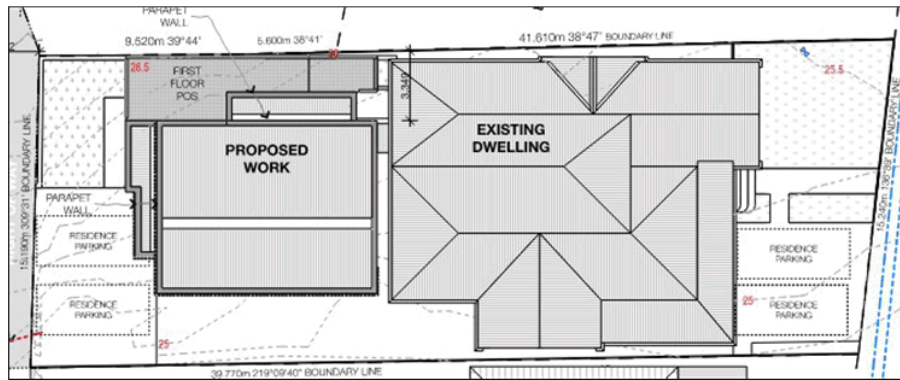 PARAPET
WALL
9.520m 39°44'
5.600m 38°41'
41.610m 38°47' BOUNDARY LINE
26
26.5
25.5
FIRST
FLOOR
POS
3.349
EXISTING
DWELLING
PROPOSED
WORK
15.190m 309°31' BOUNDARY LINE
15.240m 136°39' BOUNDARY LINE
PARAPET
WALL
RESIDENCE
PARKING
RESIDENCE
PARKING
RESIDENCE
PARKING
RESIDENCE
PARKING
25
25
39.770m 219°09'40" BOUNDARY LINE